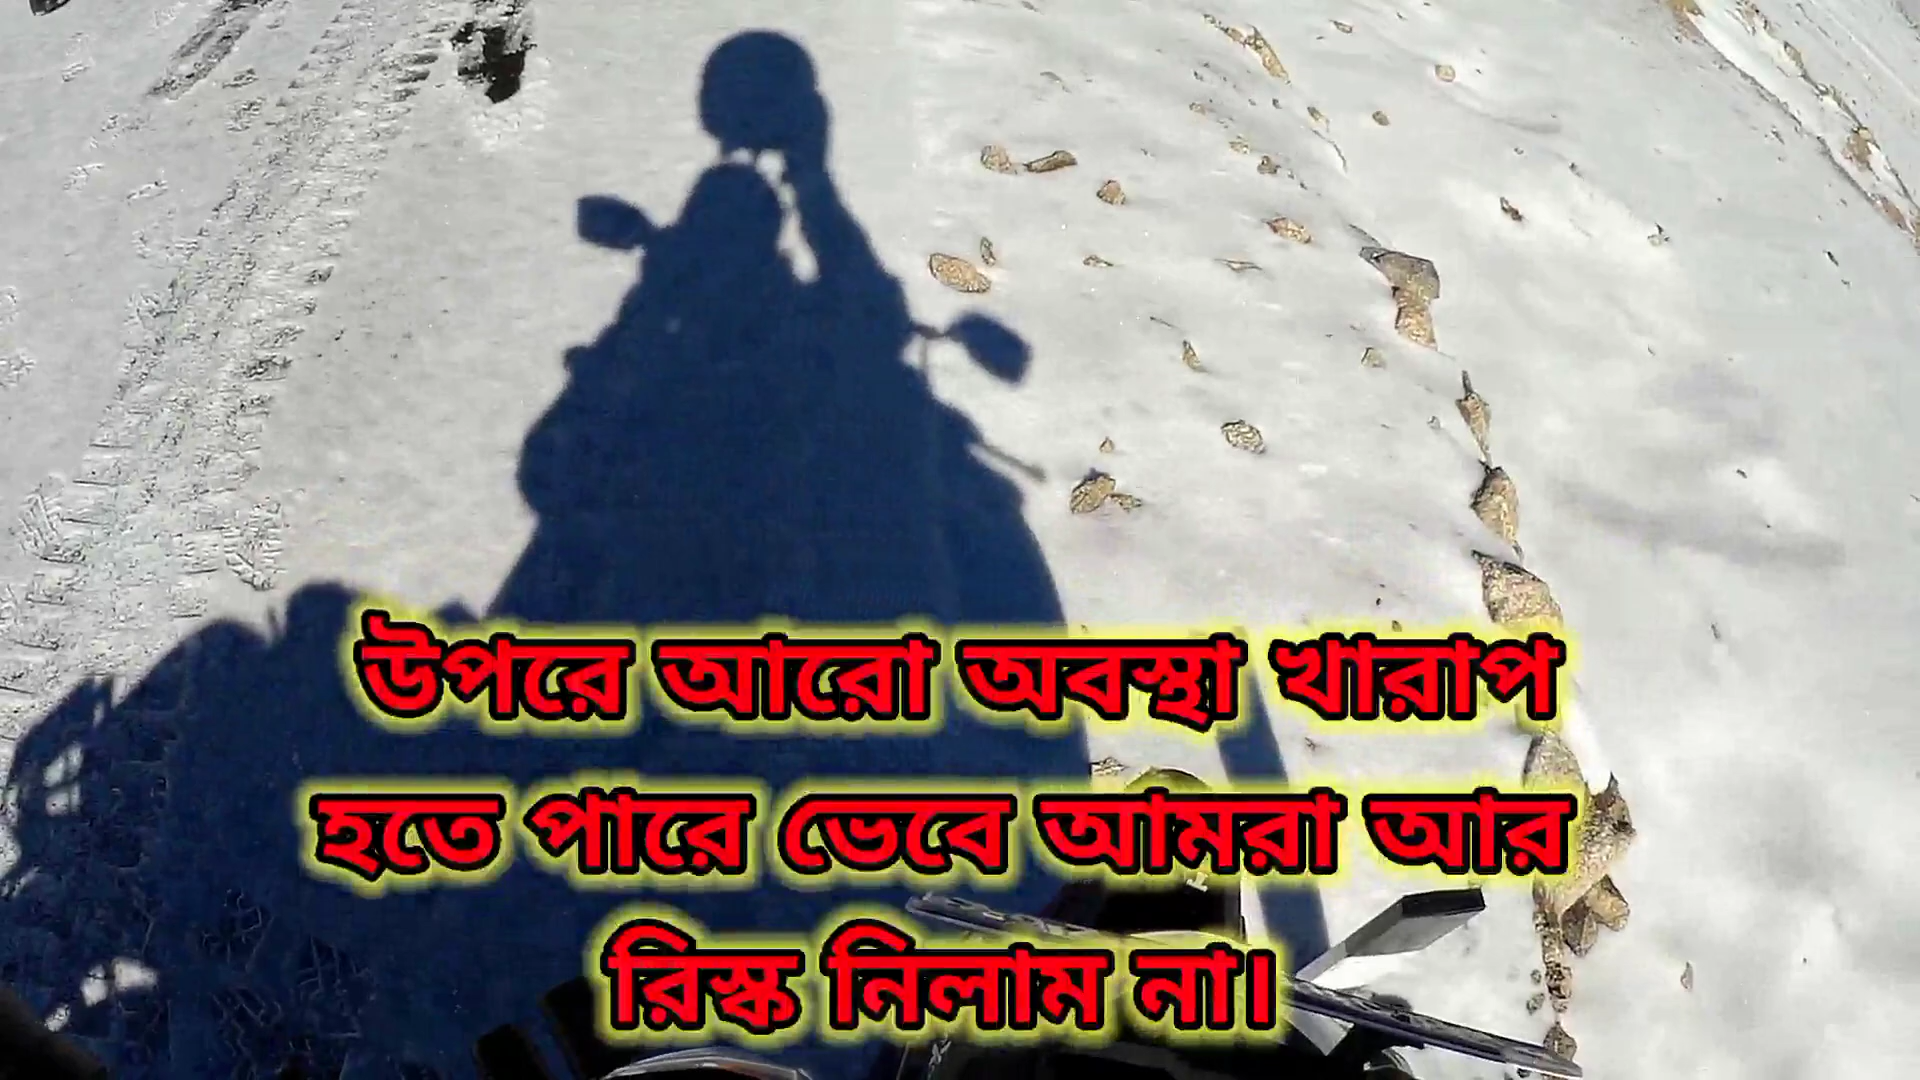 উপরে আরো অবস্থা খারাপ
হতে পারে ভেবে আমরা আর
রিস্ক নিলাম না।